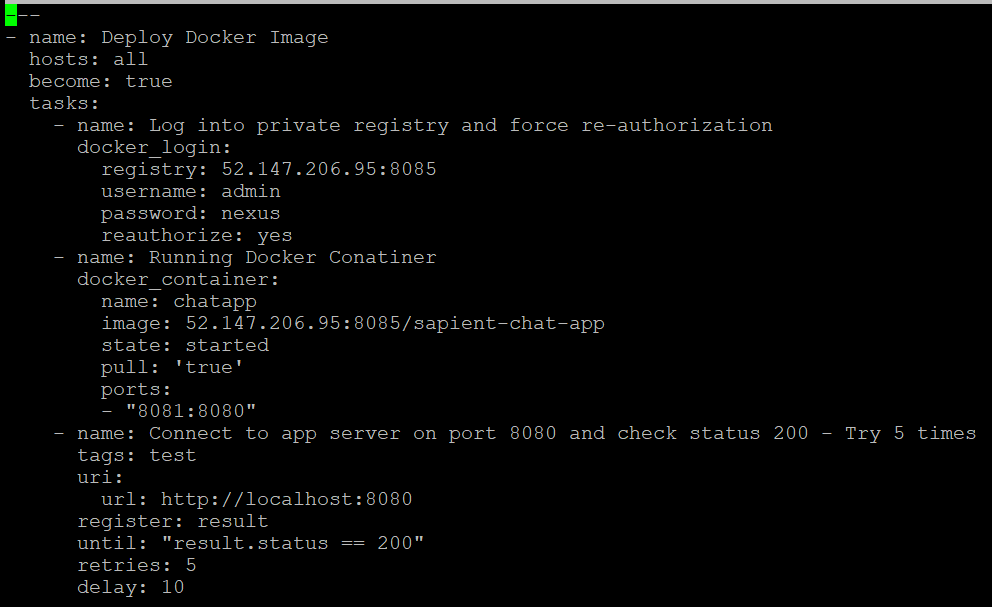 ---
- name: Deploy Docker Image
  hosts: all
  become: true
  tasks:
    - name: Log into private registry and force re-authorization
      docker_login:
        registry: 52.147.206.95:8085
        username: admin
        password: nexus
        reauthorize: yes
    - name: Running Docker Conatiner
      docker_container:
        name: chatapp
        image: 52.147.206.95:8085/sapient-chat-app
        state: started
        pull: 'true'
        ports:
        - "8081:8080"
    - name: Connect to app server on port 8080 and check status 200 - Try 5 times
      tags: test
      uri:
        url: http://localhost:8080
      register: result
      until: "result.status == 200"
      retries: 5
      delay: 10